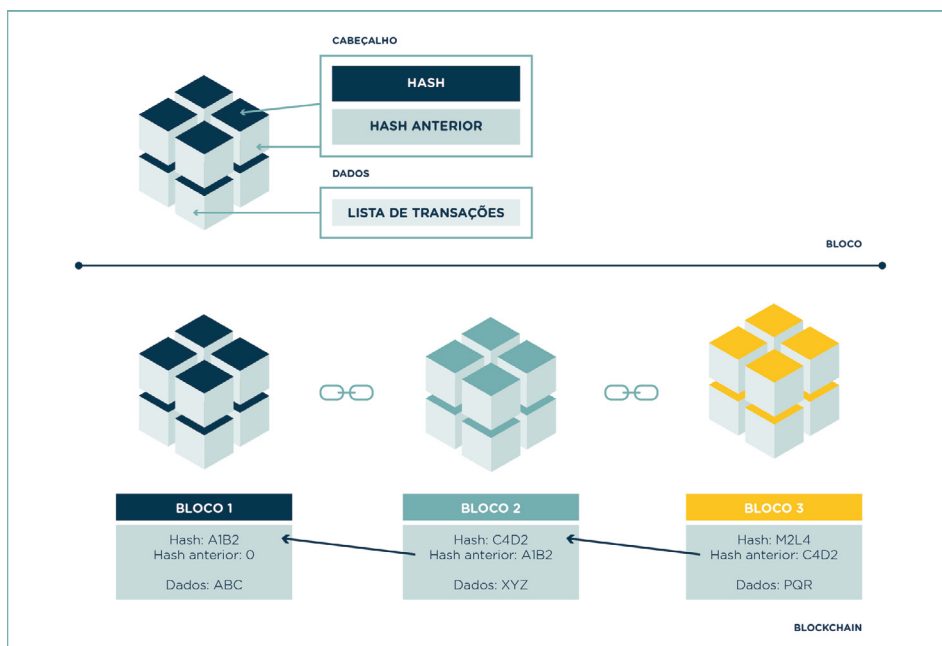 CABEÇALHO
HASH
HASH ANTERIOR
DADOS
LISTA DE TRANSAÇÕES
BLOCO
BLOCO 1
Hash: A1B2
Hash anterior: 0
Dados: ABC
BLOCO 2
Hash: C4D2
Hash anterior: A1B2
Dados: XYZ
BLOCO 3
Hash: M2L4
Hash anterior: C4D2
Dados: PQR
BLOCKCHAIN